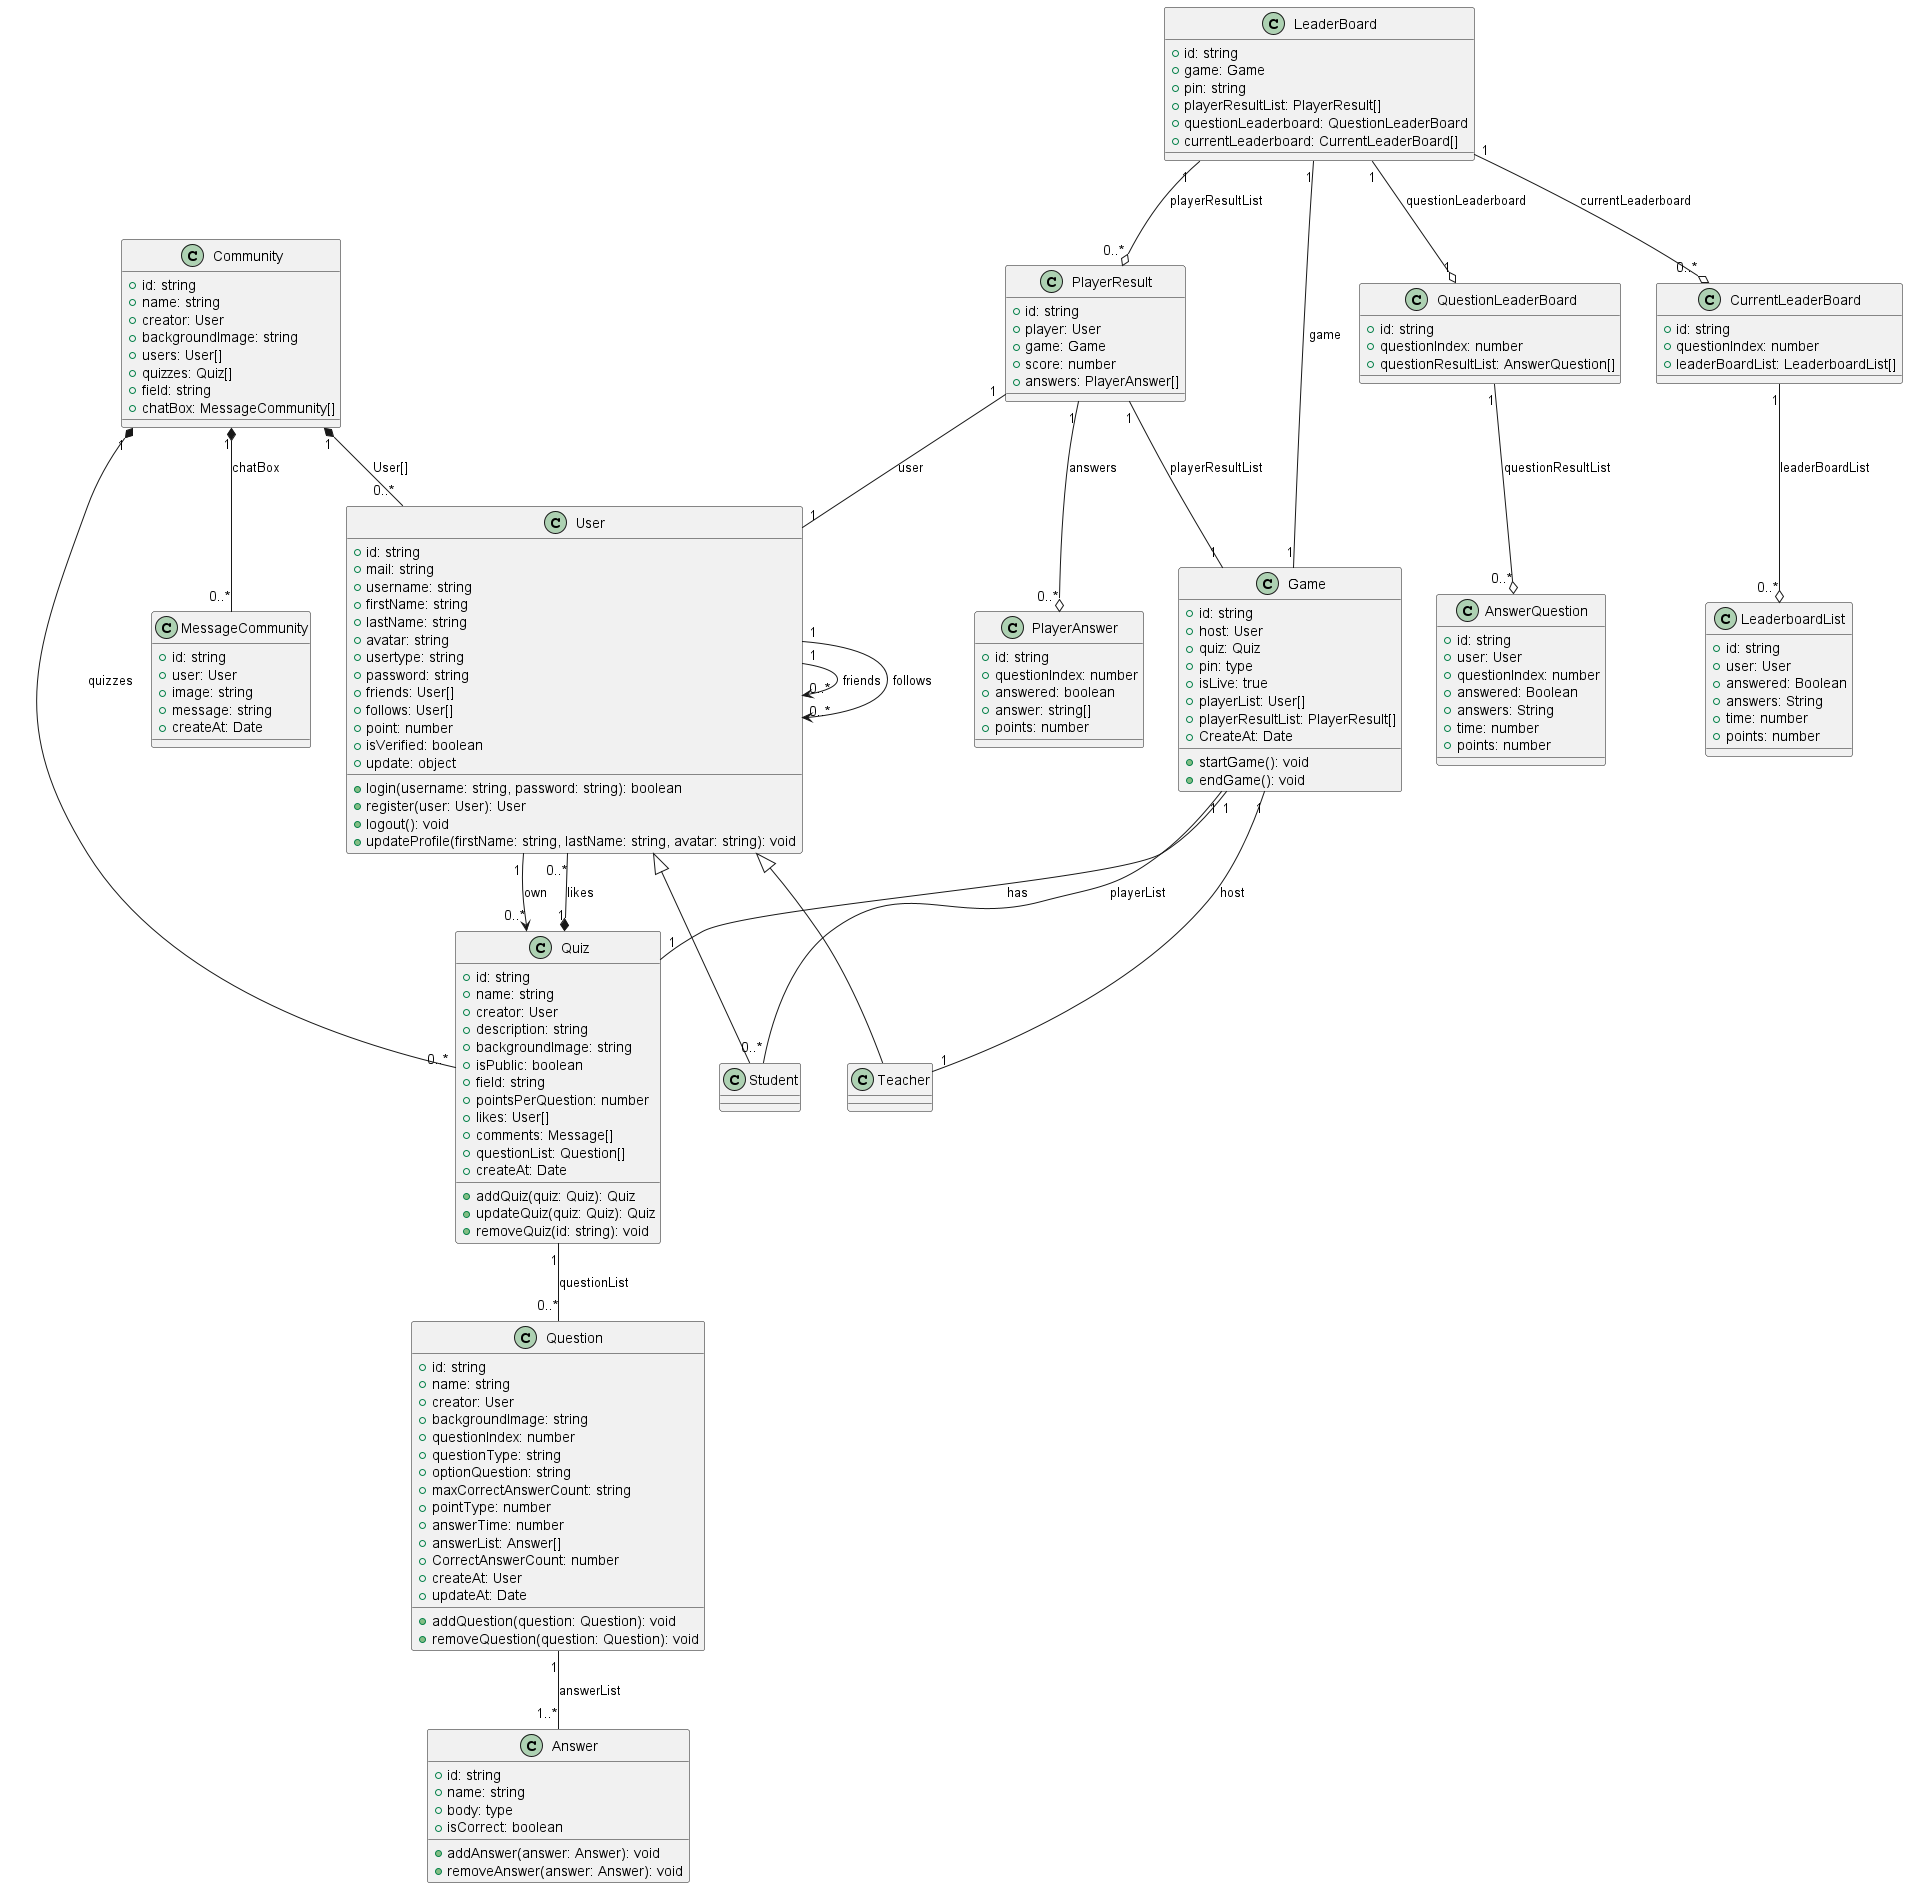 C LeaderBoard
id: string
game: Game
pin: string
playerResultList: PlayerResult[]
questionLeaderboard: QuestionLeaderBoard
currentLeaderboard: CurrentLeaderBoard[]
1
1
1
1
playerResultList
questionLeaderboard
currentLeaderboard
0..*
1
0..*
game
C Community
id: string
name: string
creator: User
backgroundImage: string
users: User[]
quizzes: Quiz[]
field: string
chatBox: MessageCommunity[]
1
1
1
chatBox
User[]
0..*
0..*
quizzes
0..*
C PlayerResult
id: string
player: User
game: Game
score: number
answers: PlayerAnswer[]
1
1
1
user
answers
playerResultList
1
0..*
1
1
C QuestionLeaderBoard
id: string
questionIndex: number
questionResultList: AnswerQuestion[]
1
questionResultList
0..*
C CurrentLeaderBoard
id: string
questionIndex: number
leaderBoardList: LeaderboardList[]
1
leaderBoardList
0..*
C MessageCommunity
id: string
user: User
image: string
message: string
createAt: Date
C User
id: string
mail: string
username: string
firstName: string
lastName: string
avatar: string
usertype: string
password: string
friends: User[]
follows: User[]
point: number
isVerified: boolean
update: object
login(username: string, password: string): boolean
register(user: User): User
logout(): void
updateProfile(firstName: string, lastName: string, avatar: string): void
1
1
friends
follows
0..*
0..*
C PlayerAnswer
id: string
questionIndex: number
answered: boolean
answer: string[]
points: number
C Game
id: string
host: User
quiz: Quiz
pin: type
isLive: true
playerList: User[]
playerResultList: PlayerResult[]
CreateAt: Date
startGame(): void
endGame(): void
C AnswerQuestion
id: string
user: User
questionIndex: number
answered: Boolean
answers: String
time: number
points: number
C LeaderboardList
id: string
user: User
answered: Boolean
answers: String
time: number
points: number
1
0..*
1
1
1
own
likes
has
playerList
host
0..*
1
1
0..*
1
C Quiz
id: string
name: string
creator: User
description: string
backgroundImage: string
isPublic: boolean
field: string
pointsPerQuestion: number
likes: User[]
comments: Message[]
questionList: Question[]
createAt: Date
addQuiz(quiz: Quiz): Quiz
updateQuiz(quiz: Quiz): Quiz
removeQuiz(id: string): void
C Student
C Teacher
1
questionList
0..*
C Question
id: string
name: string
creator: User
backgroundImage: string
questionIndex: number
questionType: string
optionQuestion: string
maxCorrectAnswerCount: string
pointType: number
answerTime: number
answerList: Answer[]
CorrectAnswerCount: number
createAt: User
updateAt: Date
addQuestion(question: Question): void
removeQuestion(question: Question): void
1
answerList
1..*
C Answer
id: string
name: string
body: type
isCorrect: boolean
addAnswer(answer: Answer): void
removeAnswer(answer: Answer): void